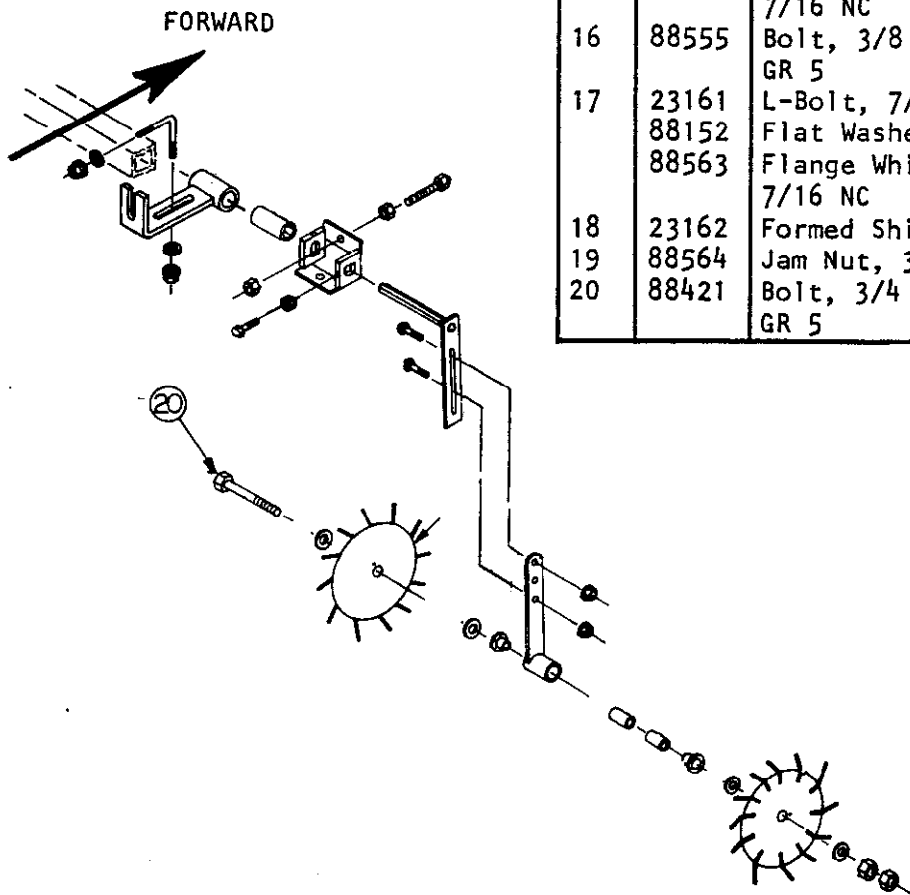 FORWARD
7/16 NC
16 88555 Bolt, 3/8
GR 5
17 23161 L-Bolt, 7/
88152 Flat Washe
88563 Flange Whi
7/16 NC
18 23162 Formed Shi
19 88564 Jam Nut, 3
20 88421 Bolt, 3/4
GR 5
20